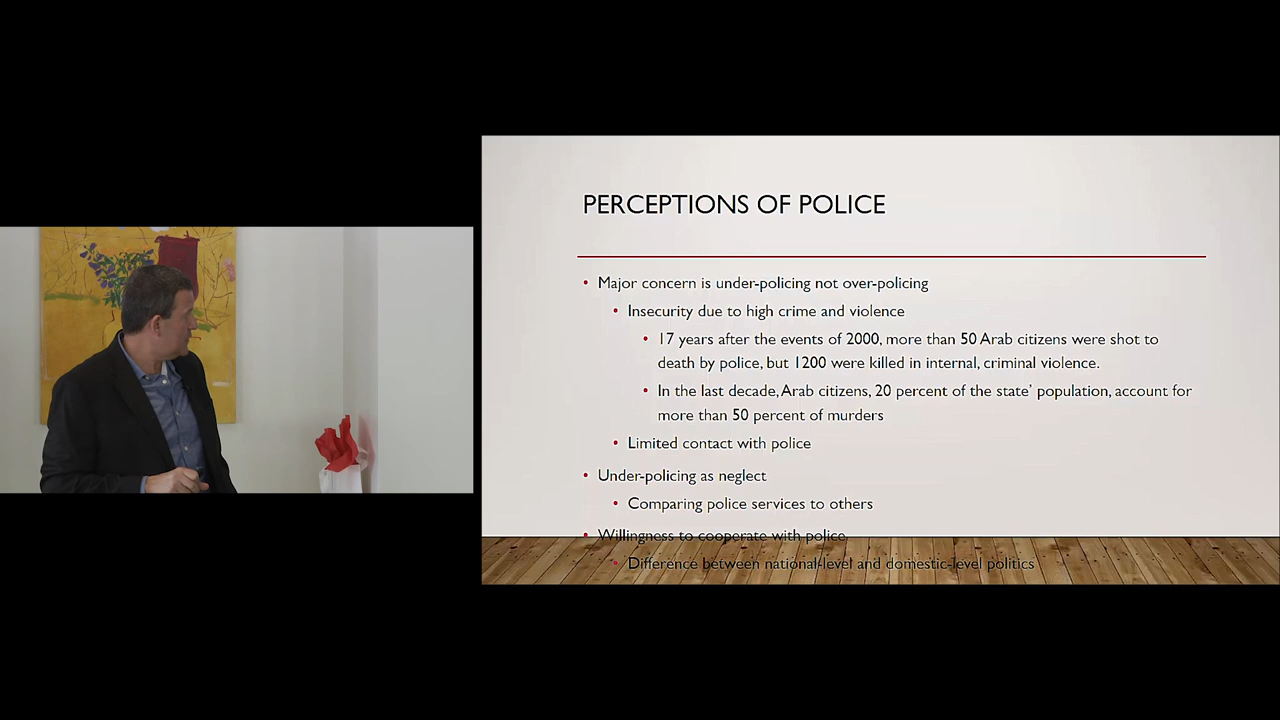 PERCEPTIONS OF POLICE
• Major concern is under-policing not over-policing
• Insecurity due to high crime and violence
• 17 years after the events of 2000, more than 50 Arab citizens were shot to
death by police, but 1200 were killed in internal, criminal violence.
• In the last decade, Arab citizens, 20 percent of the state’ population, account for
more than 50 percent of murders
• Limited contact with police
• Under-policing as neglect
• Comparing police services to others
• Willingness to cooperate with police
• Difference between national-level and domestic-level politics